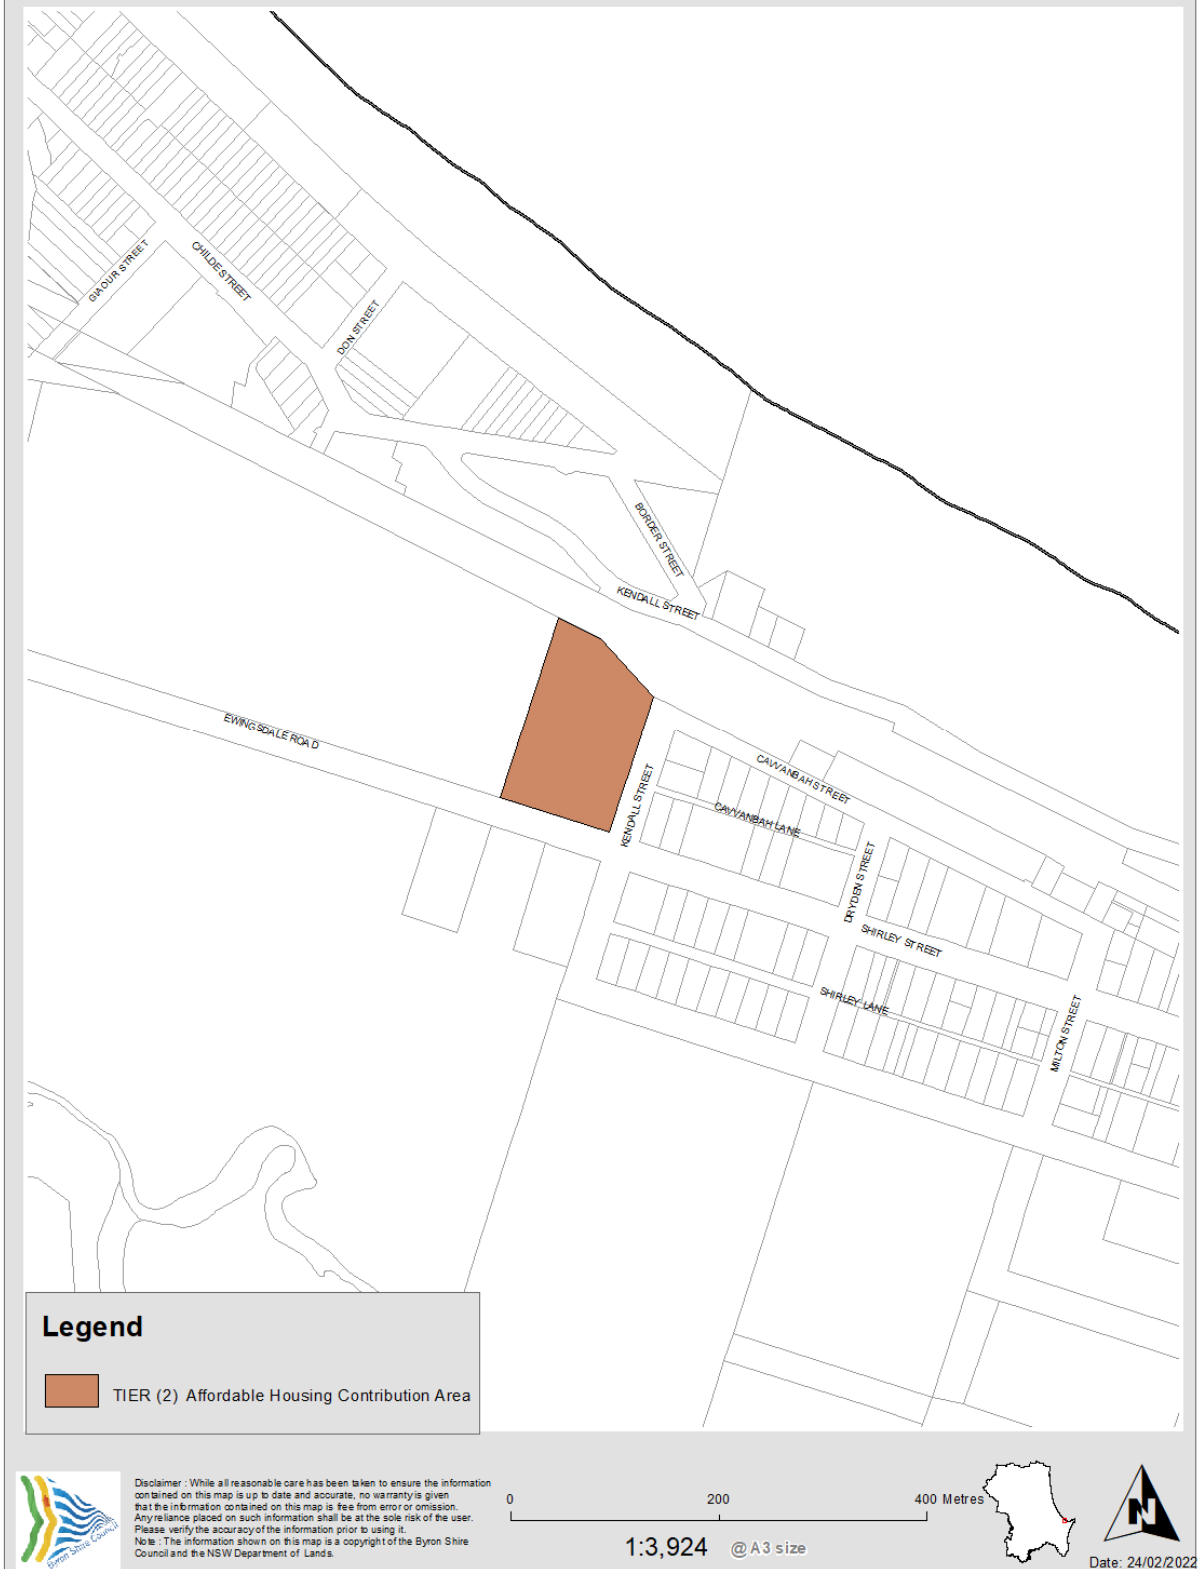 GIAOUR STREET
CHILDE STREET
DON STREET
BORDER STREET
KENDALL STREET
EWINGSDALE ROAD
KENDALL STREET
CAVVANBAH STREET
CAVVANBAH LANE
DRYDEN STREET
SHIRLEY STREET
SHIRLEY LANE
MILTON STREET
Legend
TIER (2) Affordable Housing Contribution Area
Byron Shire Council
Disclaimer : While all reasonable care has been taken to ensure the information
contained on this map is up to date and accurate, no warranty is given
that the information contained on this map is free from error or omission.
Any reliance placed on such information shall be at the sole risk of the user.
Please verify the accuracy of the information prior to using it.
Note : The information shown on this map is a copyright of the Byron Shire
Council and the NSW Department of Lands.
0 200 400 Metres
1:3,924 @ A3 size
N
Date: 24/02/2022